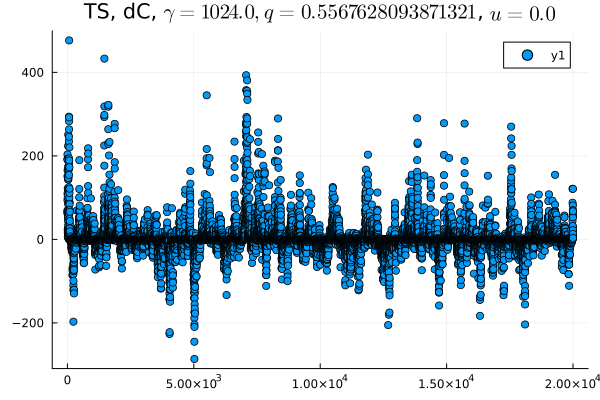 TS, dC, γ = 1024.0, q = 0.5567628093871321, u = 0.0
y1
400
200
0
−200
0 5.00×10³ 1.00×10⁴ 1.50×10⁴ 2.00×10⁴